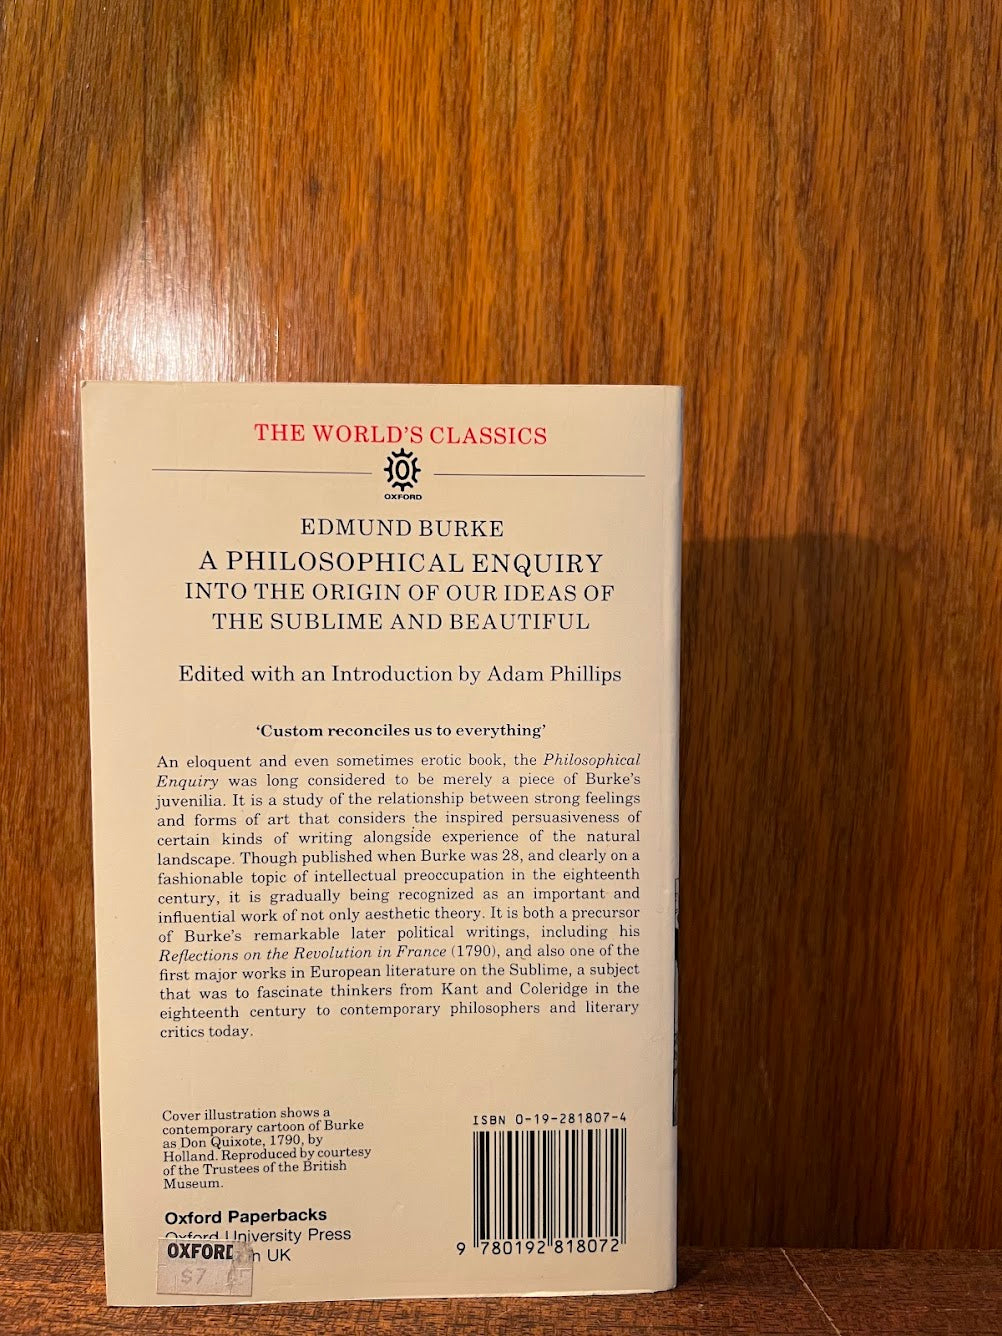 THE WORLD'S CLASSICS
O
OXFORD
EDMUND BURKE
A PHILOSOPHICAL ENQUIRY
INTO THE ORIGIN OF OUR IDEAS OF
THE SUBLIME AND BEAUTIFUL
Edited with an Introduction by Adam Phillips
‘Custom reconciles us to everything’
An eloquent and even sometimes erotic book, the Philosophical
Enquiry was long considered to be merely a piece of Burke's
juvenilia. It is a study of the relationship between strong feelings
and forms of art that considers the inspired persuasiveness of
certain kinds of writing alongside experience of the natural
landscape. Though published when Burke was 28, and clearly on a
fashionable topic of intellectual preoccupation in the eighteenth
century, it is gradually being recognized as an important and
influential work of not only aesthetic theory. It is both a precursor
of Burke's remarkable later political writings, including his
Reflections on the Revolution in France (1790), and also one of the
first major works in European literature on the Sublime, a subject
that was to fascinate thinkers from Kant and Coleridge in the
eighteenth century to contemporary philosophers and literary
critics today.
Cover illustration shows a
contemporary cartoon of Burke
as Don Quixote, 1790, by
Holland. Reproduced by courtesy
of the Trustees of the British
Museum.
Oxford Paperbacks
Oxford University Press
UK
OXFORD
$7
ISBN 0-19-281807-4
9 780192 818072